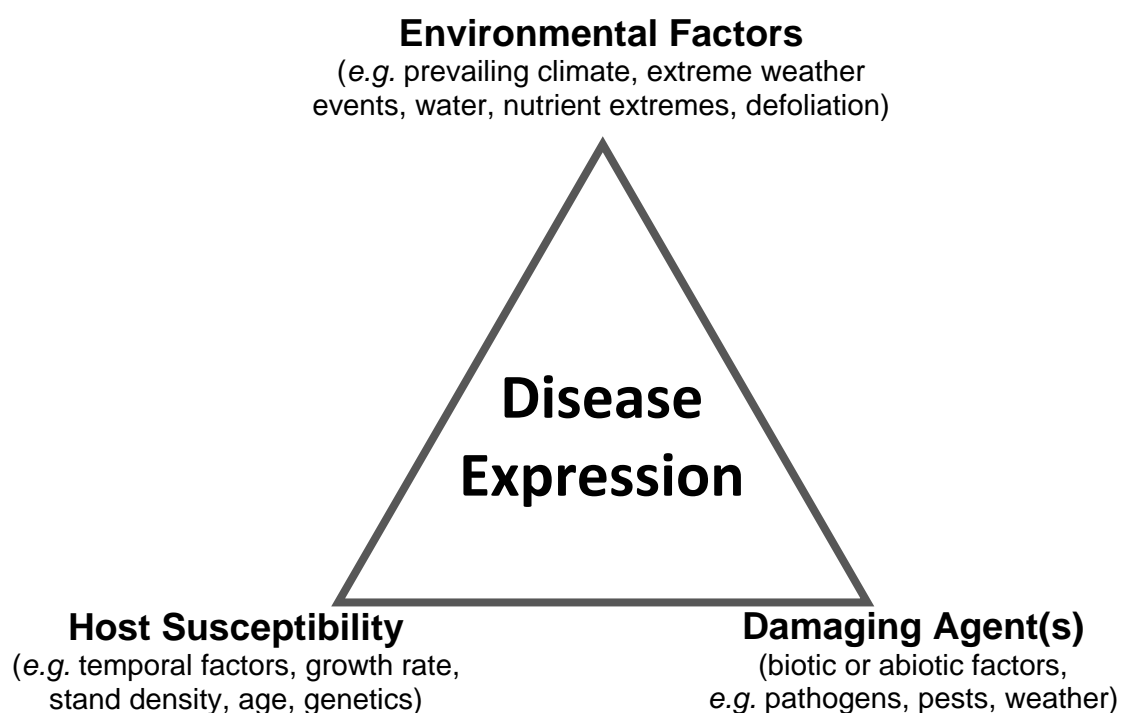 Environmental Factors
(e.g. prevailing climate, extreme weather
events, water, nutrient extremes, defoliation)
Disease
Expression
Host Susceptibility
(e.g. temporal factors, growth rate,
stand density, age, genetics)
Damaging Agent(s)
(biotic or abiotic factors,
e.g. pathogens, pests, weather)